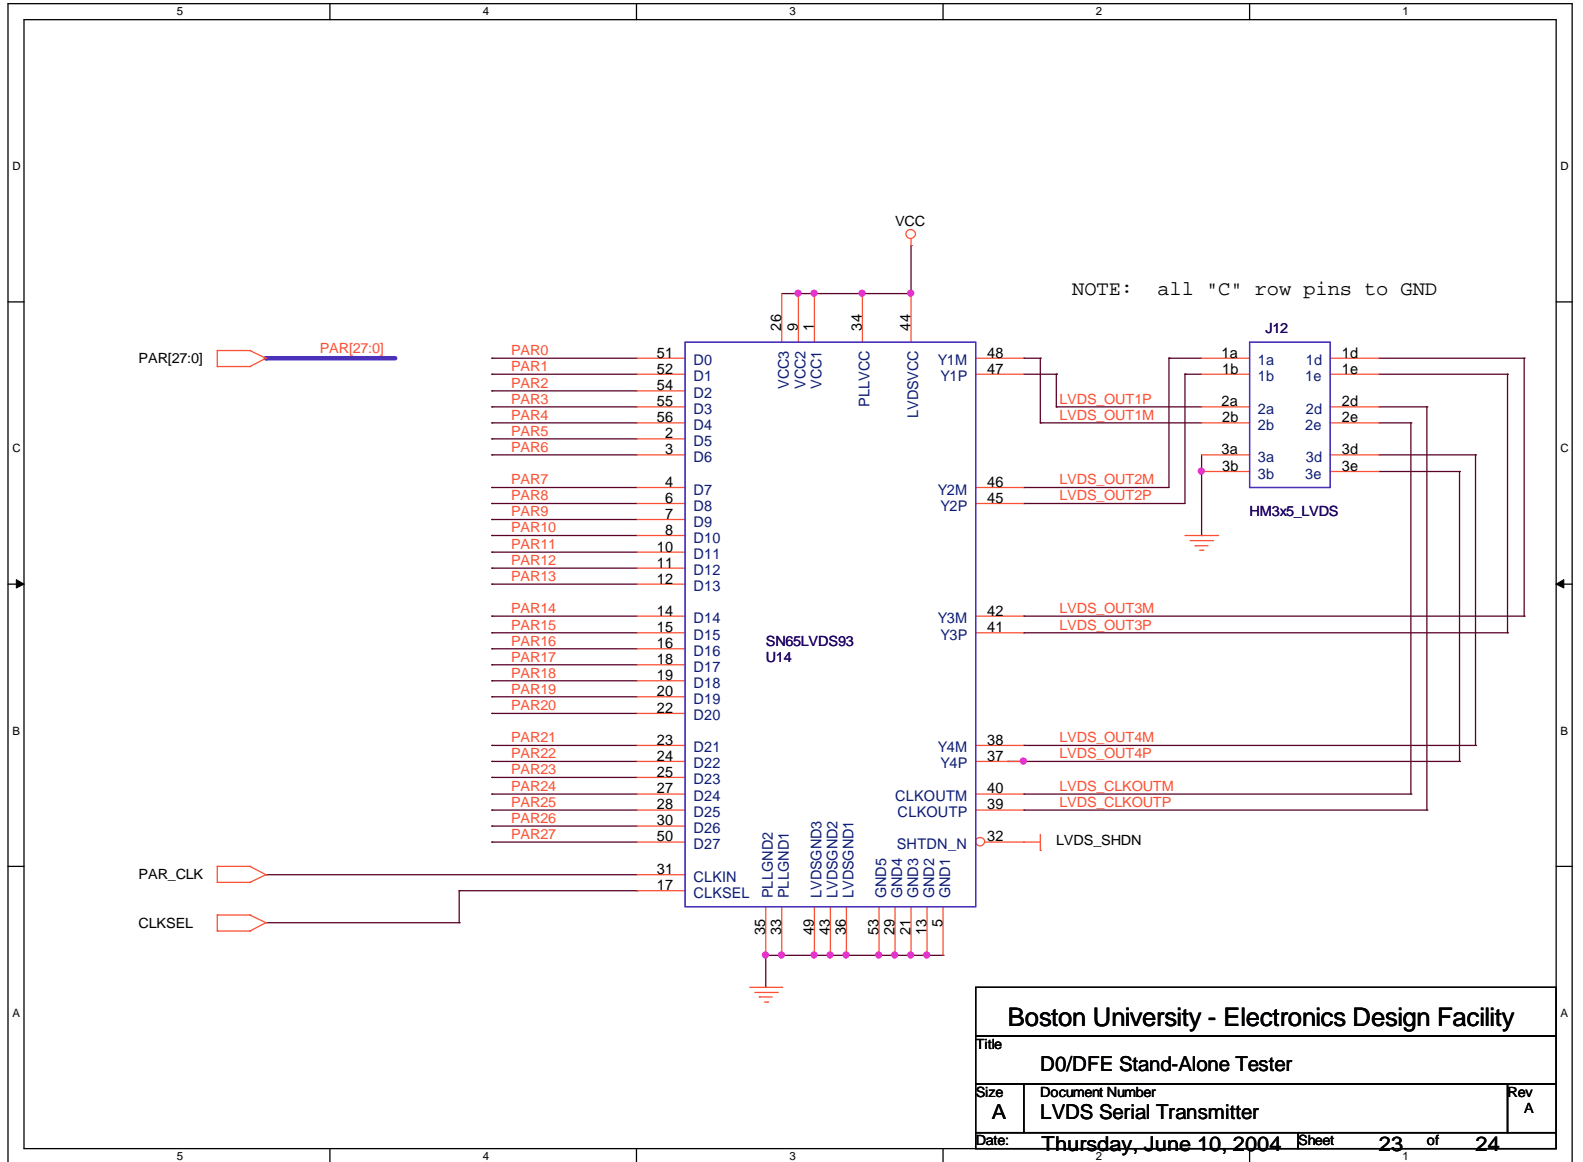 5 4 3 2 1
D D
C C
B B
A A
VCC
NOTE: all "C" row pins to GND
PAR[27:0] PAR[27:0]
26 9 1 34 44
VCC3 VCC2 VCC1 PLLVCC LVDSVCC
PAR0 51 D0
PAR1 52 D1
PAR2 54 D2
PAR3 55 D3
PAR4 56 D4
PAR5 2 D5
PAR6 3 D6
PAR7 4 D7
PAR8 6 D8
PAR9 7 D9
PAR10 8 D10
PAR11 10 D11
PAR12 11 D12
PAR13 12 D13
PAR14 14 D14
PAR15 15 D15
PAR16 16 D16
PAR17 18 D17
PAR18 19 D18
PAR19 20 D19
PAR20 22 D20
PAR21 23 D21
PAR22 24 D22
PAR23 25 D23
PAR24 27 D24
PAR25 28 D25
PAR26 30 D26
PAR27 50 D27
PAR_CLK 31 CLKIN
CLKSEL 17 CLKSEL
SN65LVDS93
U14
Y1M 48
Y1P 47
LVDS_OUT1P
LVDS_OUT1M
Y2M 46 LVDS_OUT2M
Y2P 45 LVDS_OUT2P
Y3M 42 LVDS_OUT3M
Y3P 41 LVDS_OUT3P
Y4M 38 LVDS_OUT4M
Y4P 37 LVDS_OUT4P
CLKOUTM 40 LVDS_CLKOUTM
CLKOUTP 39 LVDS_CLKOUTP
SHTDN_N 32 LVDS_SHDN
PLLGND2 PLLGND1 LVDSGND3 LVDSGND2 LVDSGND1 GND5 GND4 GND3 GND2 GND1
35 33 49 43 36 53 29 21 13 5
J12
1a 1a 1d 1d
1b 1b 1e 1e
2a 2a 2d 2d
2b 2b 2e 2e
3a 3a 3d 3d
3b 3b 3e 3e
HM3x5_LVDS
Boston University - Electronics Design Facility
Title
D0/DFE Stand-Alone Tester
Size Document Number Rev
A LVDS Serial Transmitter A
Date: Thursday, June 10, 2004 Sheet 23 of 24
5 4 3 2 1